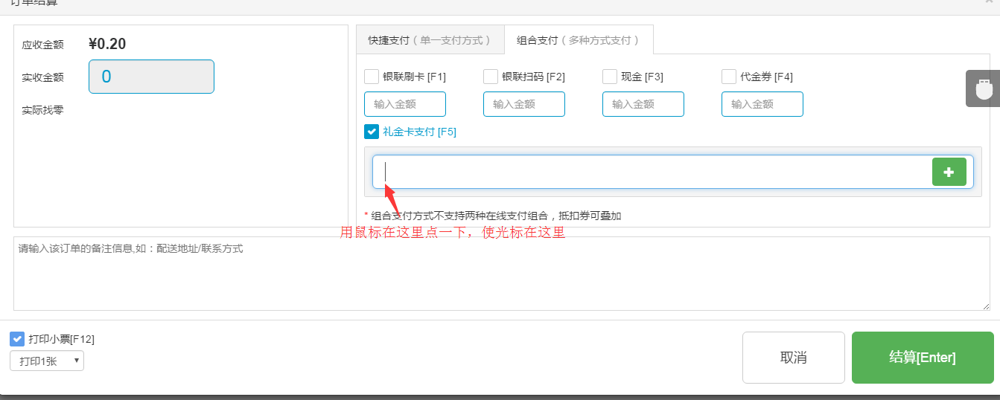 订单结算
应收金额 ¥0.20
实收金额 0
实际找零
快捷支付（单一支付方式） 组合支付（多种方式支付）
银联刷卡 [F1] 银联扫码 [F2] 现金 [F3] 代金券 [F4]
输入金额 输入金额 输入金额 输入金额
礼金卡支付 [F5]
* 组合支付方式不支持两种在线支付组合，抵扣券可叠加
用鼠标在这里点一下，使光标在这里
请输入该订单的备注信息,如：配送地址/联系方式
打印小票[F12]
打印1张
取消 结算[Enter]